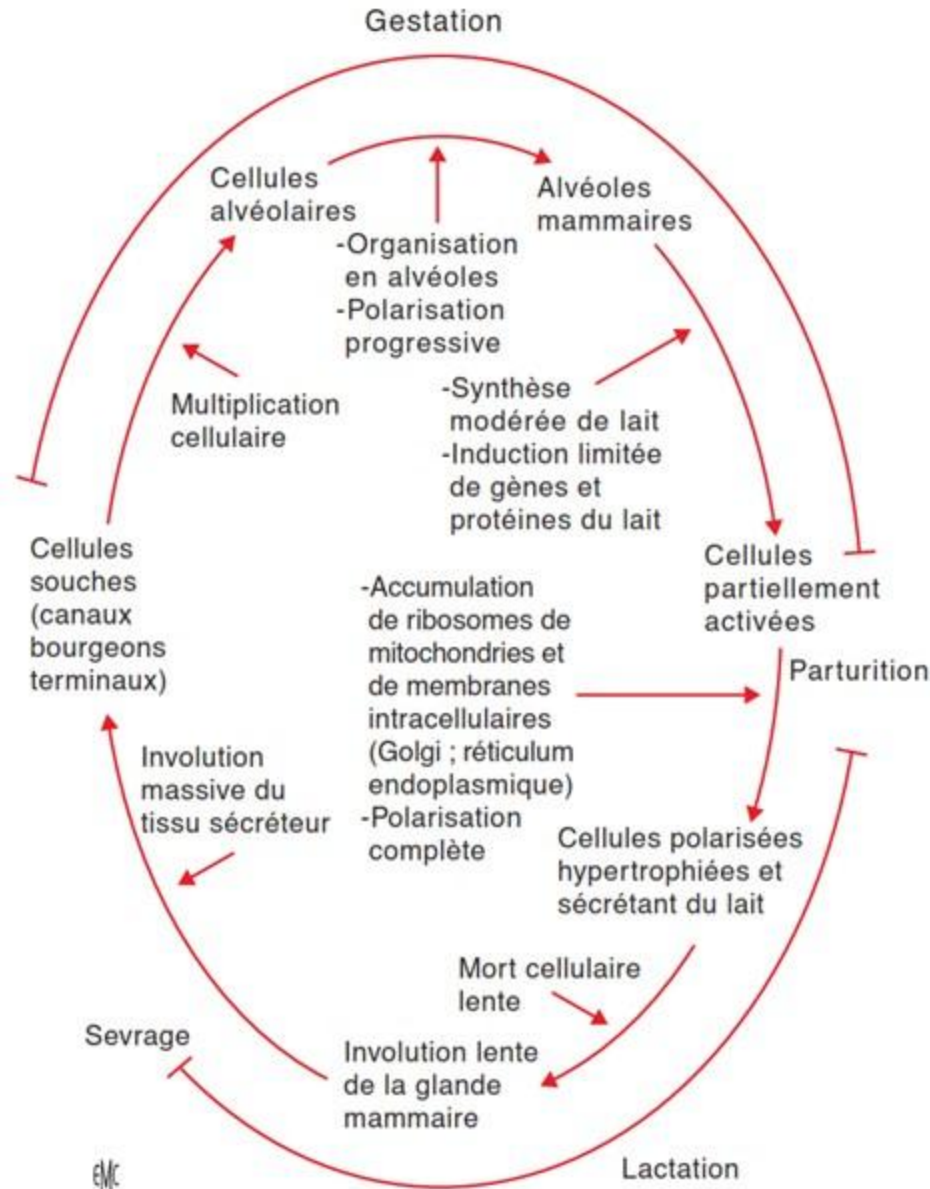 Gestation
Cellules
alvéolaires
Alvéoles
mammaires
-Organisation
en alvéoles
-Polarisation
progressive
Multiplication
cellulaire
-Synthèse
modérée de lait
-Induction limitée
de gènes et
protéines du lait
Cellules
souches
(canaux
bourgeons
terminaux)
Cellules
partiellement
activées
-Accumulation
de ribosomes de
mitochondries et
de membranes
intracellulaires
(Golgi ; réticulum
endoplasmique)
-Polarisation
complète
Parturition
Involution
massive du
tissu sécréteur
Cellules polarisées
hypertrophiées et
sécrétant du lait
Mort cellulaire
lente
Sevrage
Involution lente
de la glande
mammaire
Lactation
EMC